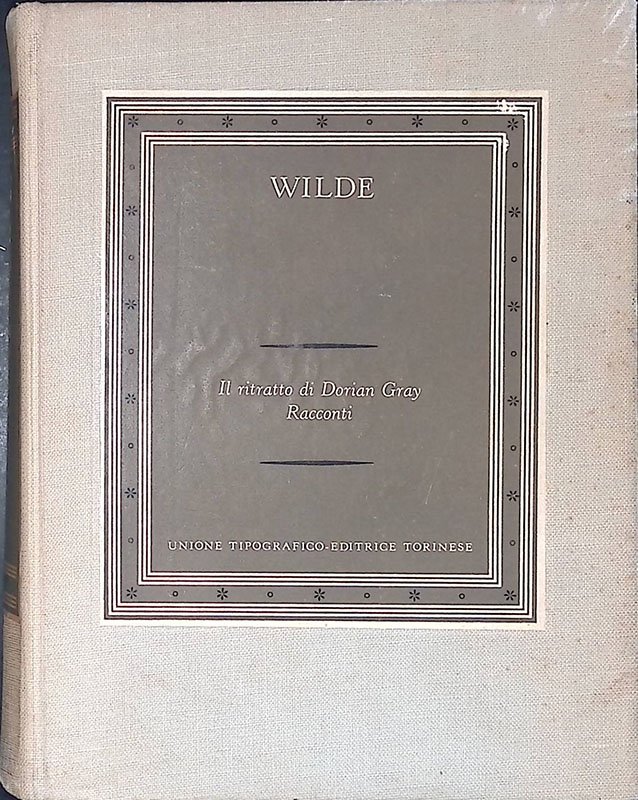 WILDE
Il ritratto di Dorian Gray
Racconti
UNIONE TIPOGRAFICO-EDITRICE TORINESE